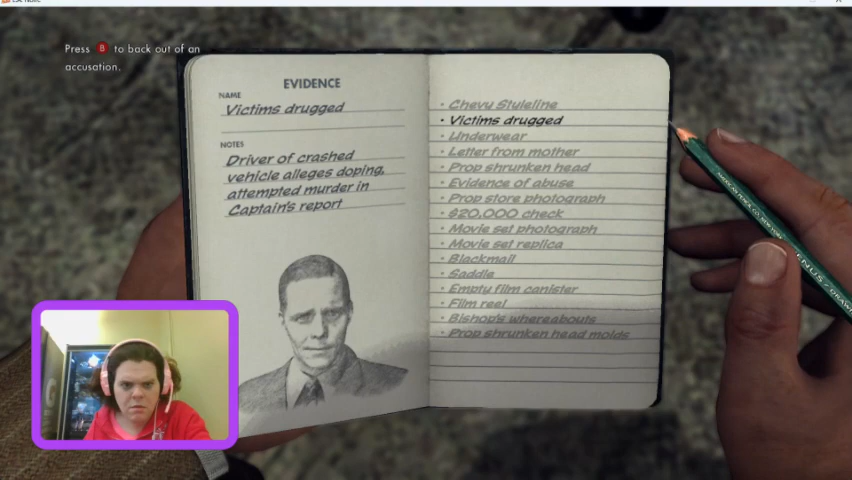 Press B to back out of an
accusation.
EVIDENCE
NAME
Victims drugged
NOTES
Driver of crashed
vehicle alleges doping,
attempted murder in
Captain's report
• Chevy Styleline
• Victims drugged
• Underwear
• Letter from mother
• Prop shrunken head
• Evidence of abuse
• Prop store photograph
• $20,000 check
• Movie set photograph
• Movie set replica
• Blackmail
• Saddle
• Empty film canister
• Film reel
• Bishop's whereabouts
• Prop shrunken head molds